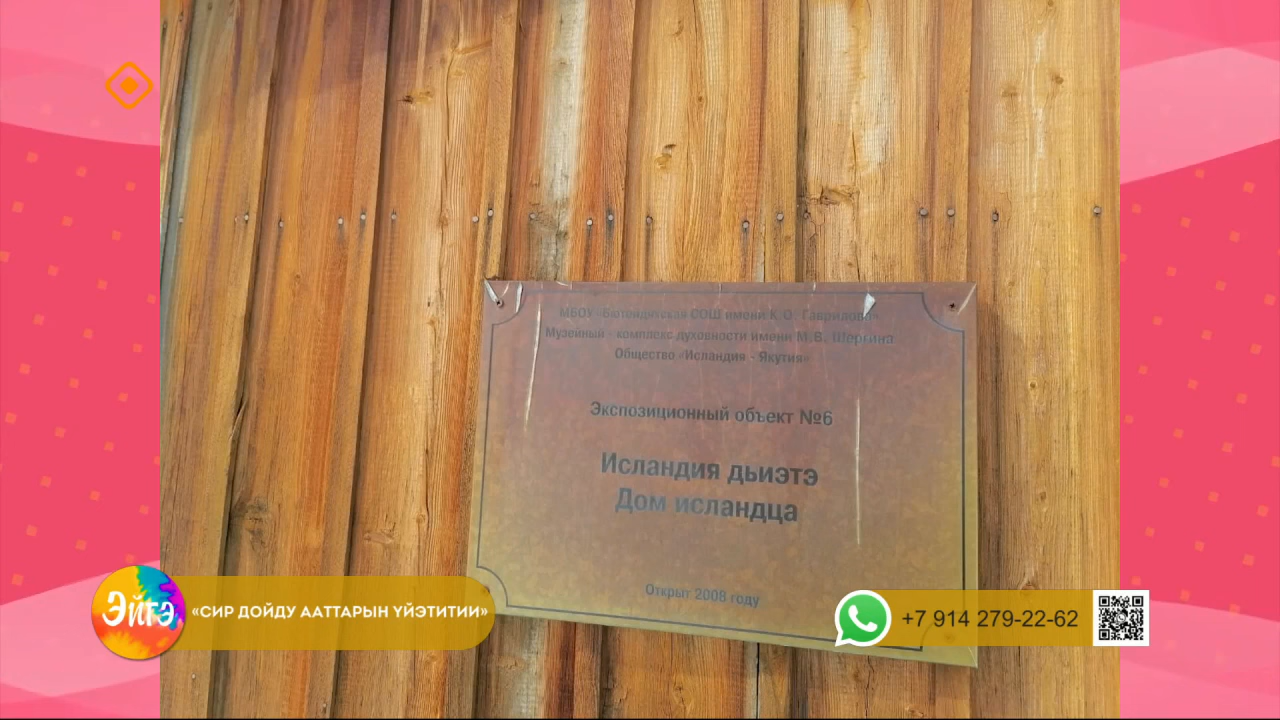 МБОУ «Балтейдяхская СОШ имени К.О. Гаврилова»
Музейный - комплекс духовности имени М.В. Шергина
Общество «Исландия - Якутия»
Экспозиционный объект №6
Исландия дьиэтэ
Дом исландца
Открыт 2008 году
Эйгэ
«СИР ДОЙДУ ААТТАРЫН ҮЙЭТИТИИ»
+7 914 279-22-62